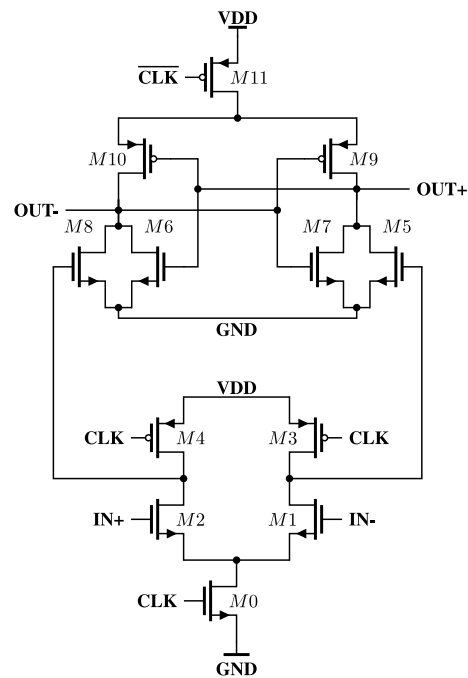 VDD
C̅L̅K̅ M11
M10 M9
OUT+
OUT-
M8 M6 M7 M5
GND
VDD
CLK M4 M3 CLK
IN+ M2 M1 IN-
CLK M0
GND